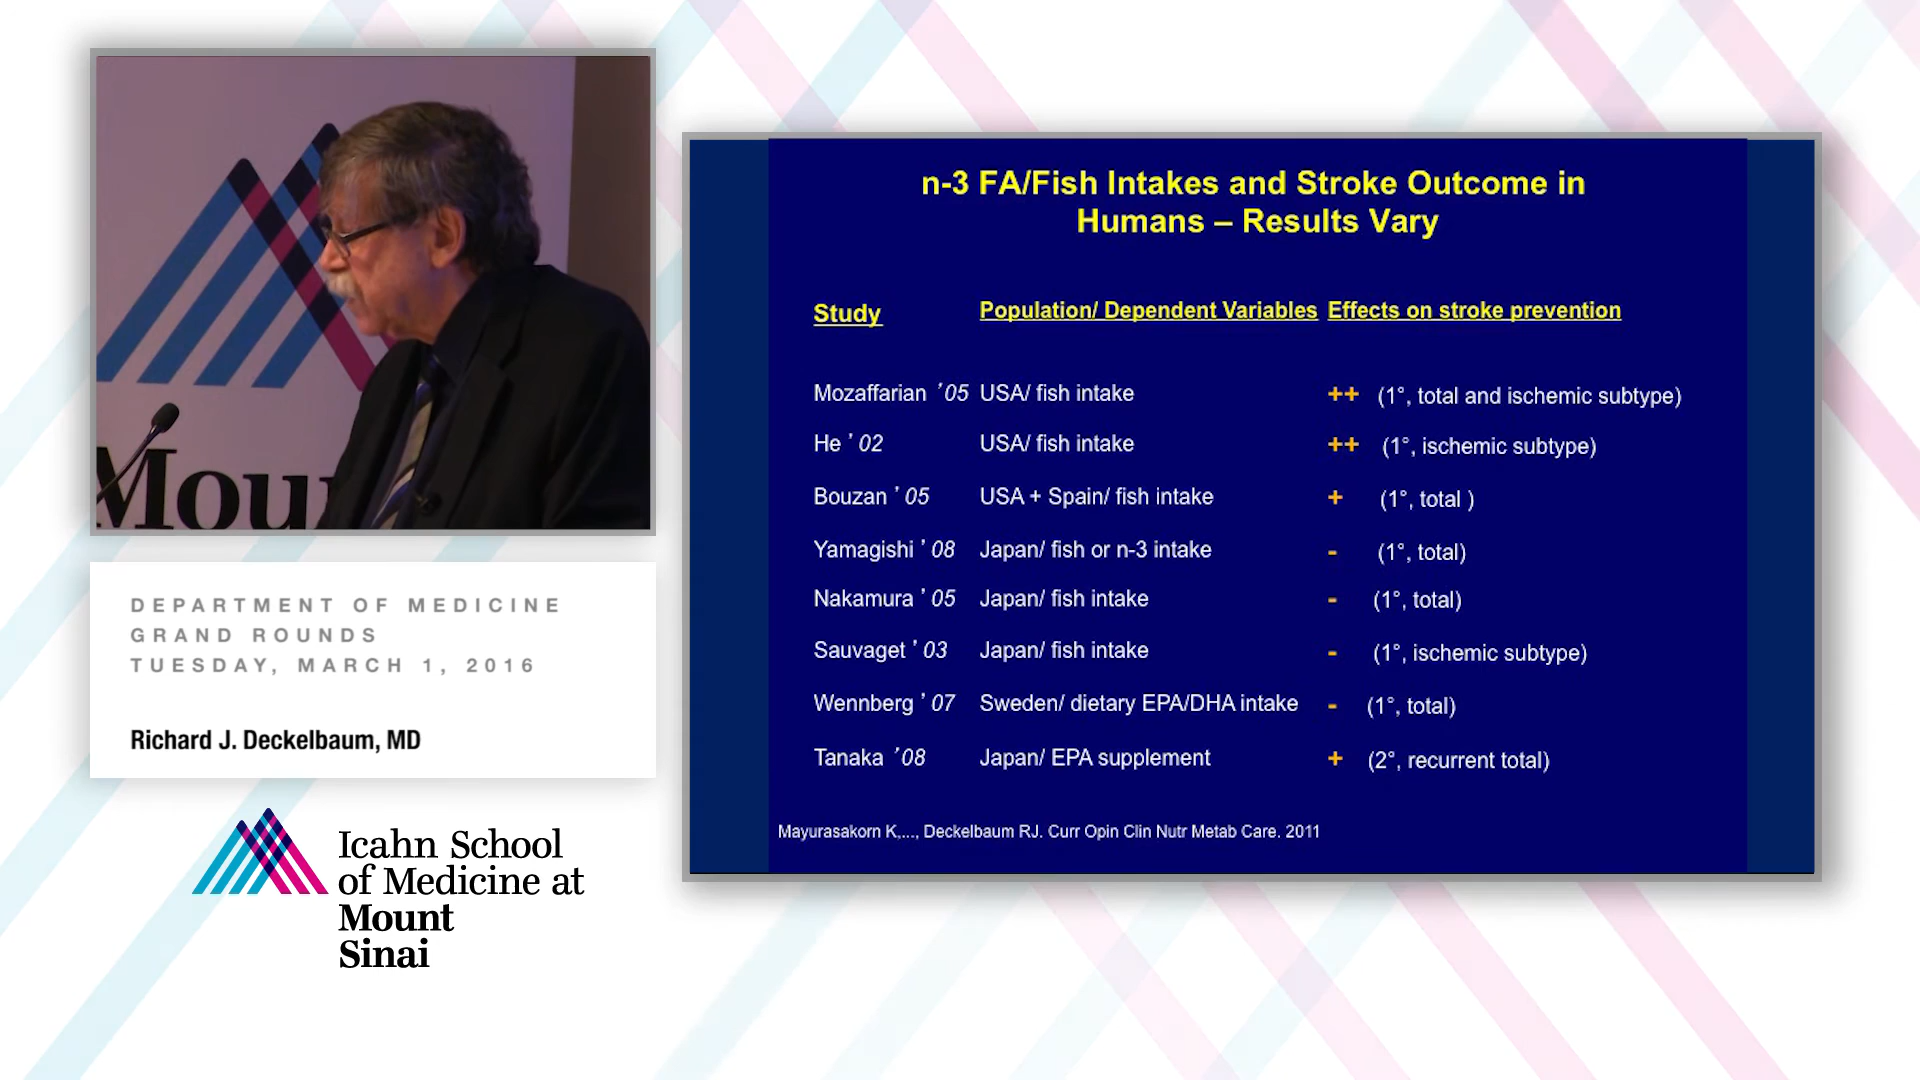 Mou
DEPARTMENT OF MEDICINE
GRAND ROUNDS
TUESDAY, MARCH 1, 2016
Richard J. Deckelbaum, MD
Icahn School
of Medicine at
Mount
Sinai
n-3 FA/Fish Intakes and Stroke Outcome in
Humans – Results Vary
Study Population/ Dependent Variables Effects on stroke prevention
Mozaffarian ’05 USA/ fish intake ++ (1°, total and ischemic subtype)
He ’ 02 USA/ fish intake ++ (1°, ischemic subtype)
Bouzan ’ 05 USA + Spain/ fish intake + (1°, total )
Yamagishi ’ 08 Japan/ fish or n-3 intake - (1°, total)
Nakamura ’ 05 Japan/ fish intake - (1°, total)
Sauvaget ’ 03 Japan/ fish intake - (1°, ischemic subtype)
Wennberg ’ 07 Sweden/ dietary EPA/DHA intake - (1°, total)
Tanaka ’08 Japan/ EPA supplement + (2°, recurrent total)
Mayurasakorn K,..., Deckelbaum RJ. Curr Opin Clin Nutr Metab Care. 2011